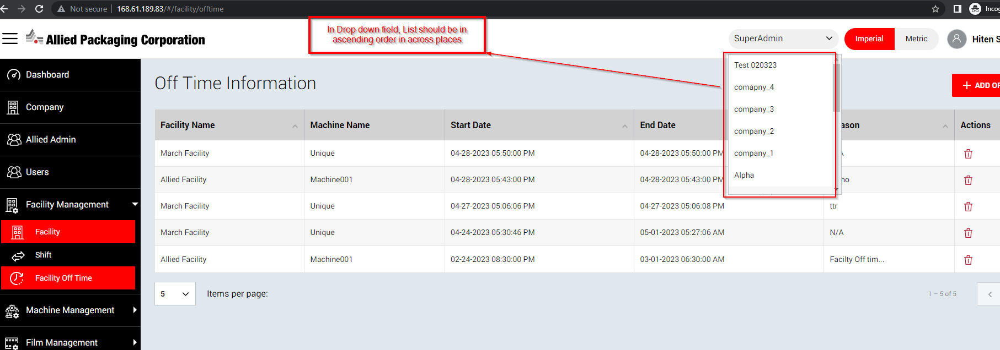 Not secure
168.61.189.83/#/facility/offtime
Incog
Allied Packaging Corporation
In Drop down field, List should be in
ascending order in across places
SuperAdmin
Imperial
Metric
Hiten S
Dashboard
Company
Allied Admin
Users
Facility Management
Facility
Shift
Facility Off Time
Machine Management
Film Management
Off Time Information
ADD OF
Test 020323
comapny_4
company_3
company_2
company_1
Alpha
Facility Name
Machine Name
Start Date
End Date
ason
Actions
March Facility
Unique
04-28-2023 05:50:00 PM
04-28-2023 05:50:00 PM
Allied Facility
Machine001
04-28-2023 05:43:00 PM
04-28-2023 05:43:00 PM
no
March Facility
Unique
04-27-2023 05:06:06 PM
04-27-2023 05:06:08 PM
ttr
March Facility
Unique
04-24-2023 05:30:46 PM
05-01-2023 05:27:06 AM
N/A
Allied Facility
Machine001
02-24-2023 08:30:00 PM
03-01-2023 06:30:00 AM
Facilty Off tim...
5
Items per page:
1 – 5 of 5